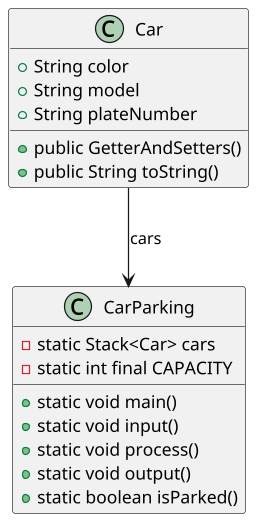 C Car
String color
String model
String plateNumber
public GetterAndSetters()
public String toString()
cars
C CarParking
static Stack<Car> cars
static int final CAPACITY
static void main()
static void input()
static void process()
static void output()
static boolean isParked()